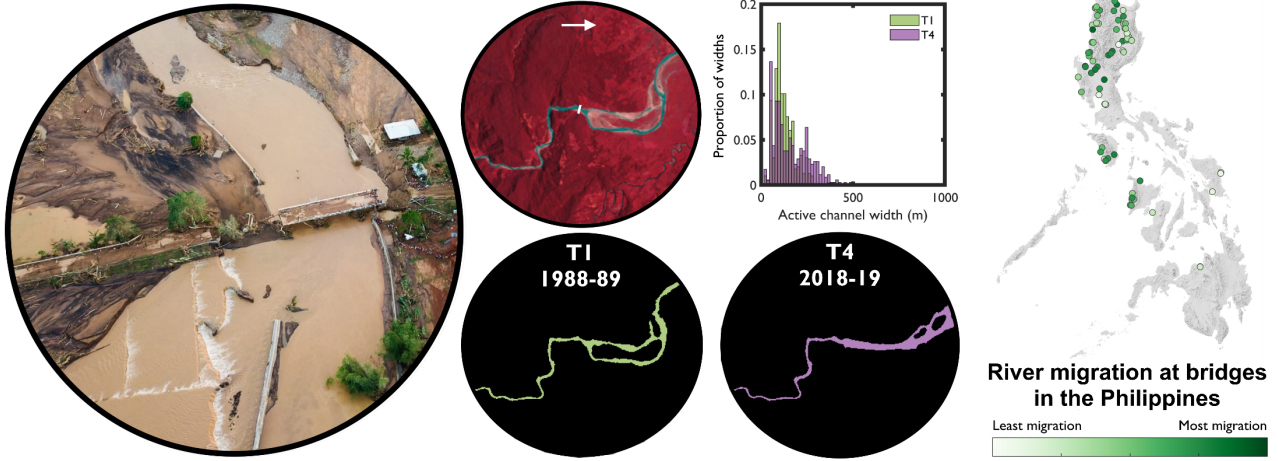 T1
1988-89
T4
2018-19
0.2
0.15
0.1
0.05
0
Proportion of widths
T1
T4
0
500
1000
Active channel width (m)
River migration at bridges
in the Philippines
Least migration
Most migration